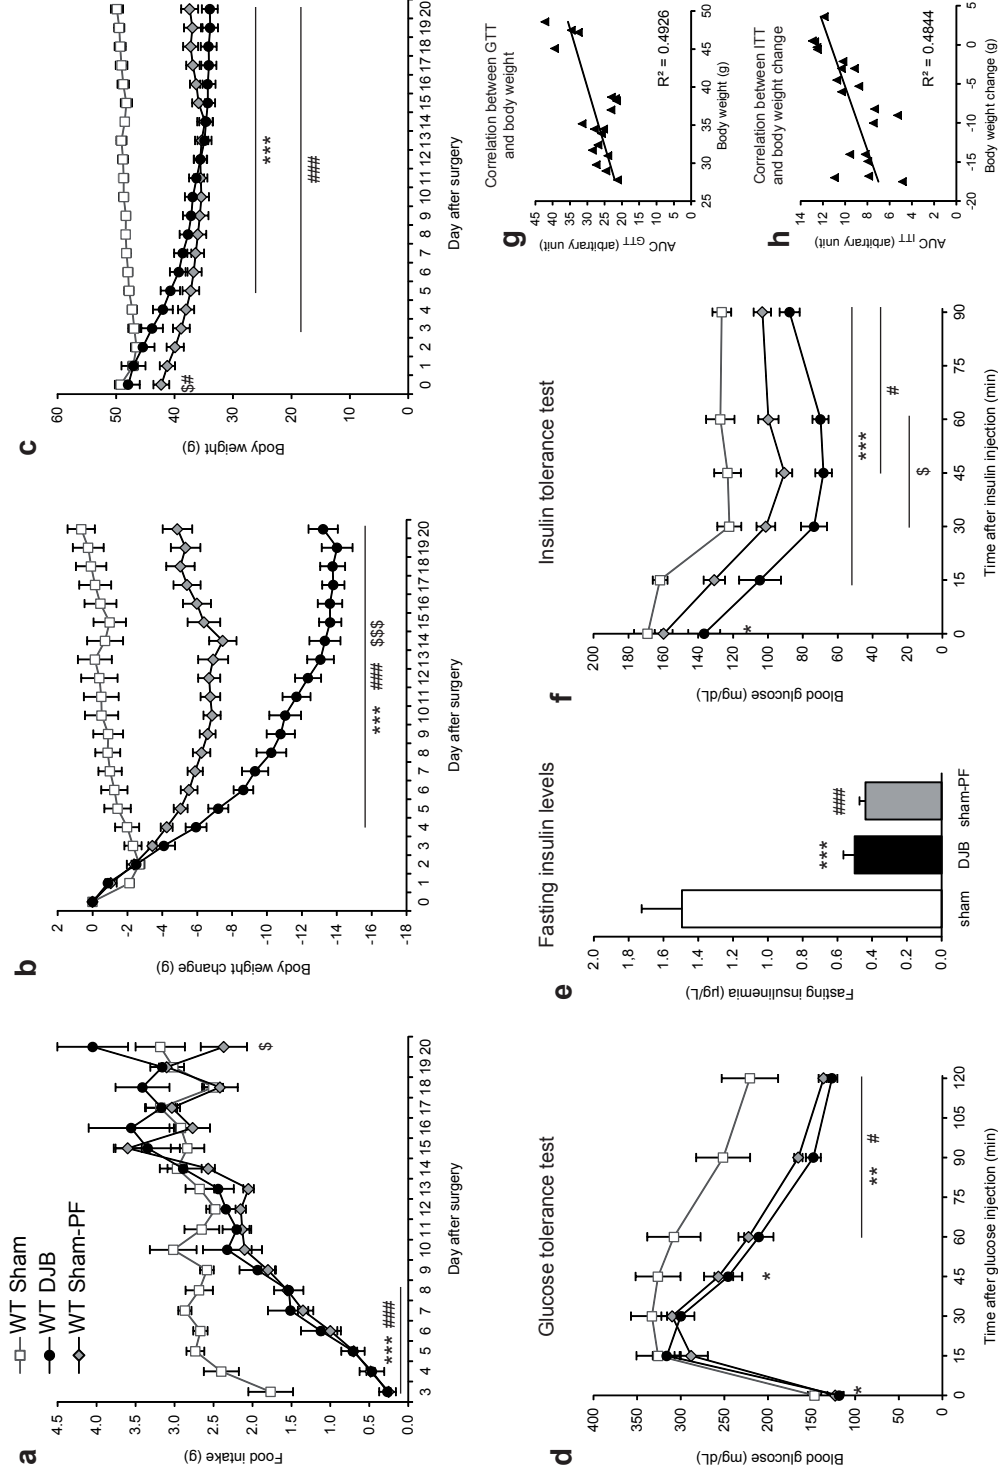 WT Sham
WT DJB
WT Sham-PF
a
Food intake (g)
4.5
4.0
3.5
3.0
2.5
2.0
1.5
1.0
0.5
0.0
*** ###
$
3 4 5 6 7 8 9 10 11 12 13 14 15 16 17 18 19 20
Day after surgery
b
Body weight change (g)
2
0
-2
-4
-6
-8
-10
-12
-14
-16
-18
*** ### $$$
0 1 2 3 4 5 6 7 8 9 10 11 12 13 14 15 16 17 18 19 20
Day after surgery
c
Body weight (g)
60
50
40
30
20
10
0
$#
***
###
0 1 2 3 4 5 6 7 8 9 10 11 12 13 14 15 16 17 18 19 20
Day after surgery
d
Glucose tolerance test
Blood glucose (mg/dL)
400
300
200
100
50
0
*
*
** #
0 15 30 45 60 75 90 105 120
Time after glucose injection (min)
e
Fasting insulin levels
Fasting insulinemia (µg/L)
2.0
1,8
1.6
1.4
1.2
1.0
0.8
0.6
0.4
0.2
0.0
***
###
sham DJB sham-PF
f
Insulin tolerance test
Blood glucose (mg/dL)
200
180
160
140
120
100
80
60
40
20
0
*
***
#
$
0 15 30 45 60 75 90
Time after insulin injection (min)
g
Correlation between GTT
and body weight
AUC GTT (arbitrary unit)
45
40
35
30
25
20
15
10
5
0
R² = 0.4926
25 30 35 40 45 50
Body weight (g)
h
Correlation between ITT
and body weight change
AUC ITT (arbitrary unit)
14
12
10
8
6
4
2
0
R² = 0.4844
-20 -15 -10 -5 0 5
Body weight change (g)